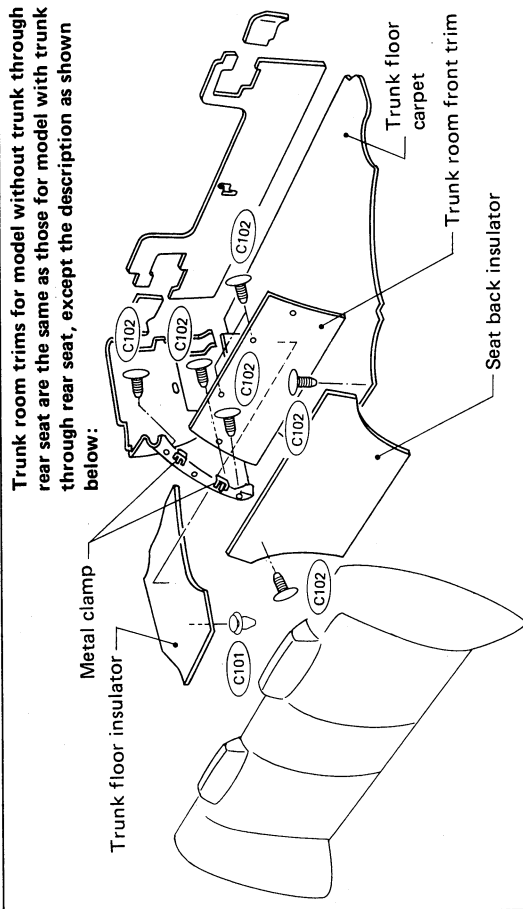 Trunk room trims for model without trunk through
rear seat are the same as those for model with trunk
through rear seat, except the description as shown
below:
Metal clamp
Trunk floor insulator
C102
C102
C102
C102
C102
C102
C101
Trunk floor
carpet
Trunk room front trim
Seat back insulator